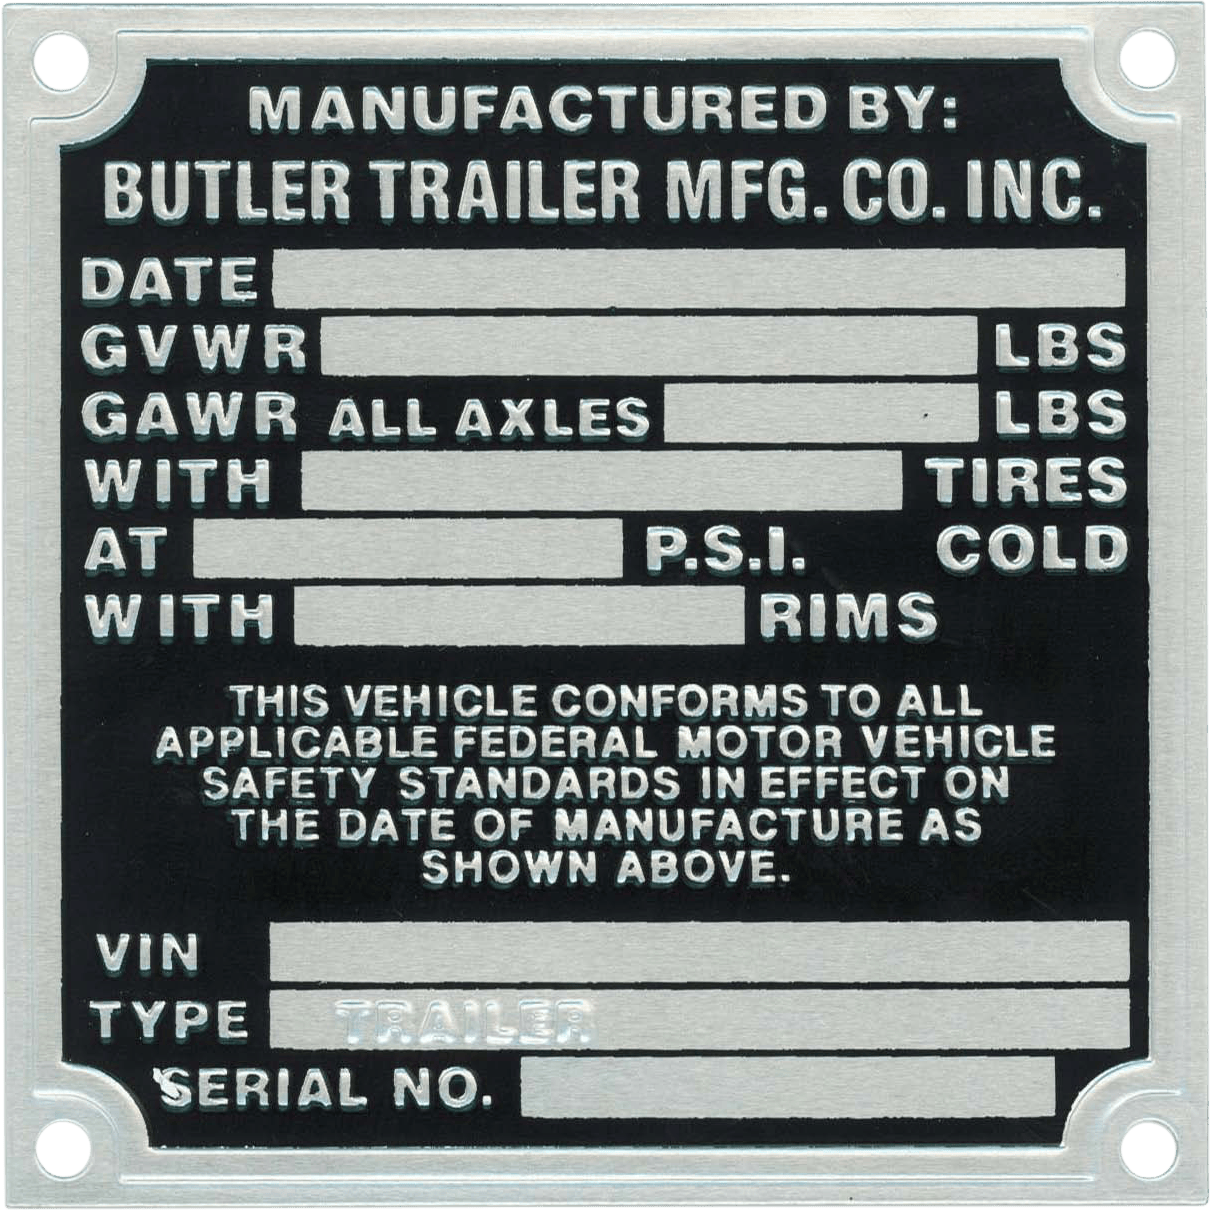 MANUFACTURED BY:
BUTLER TRAILER MFG. CO. INC.
DATE
GVWR LBS
GAWR ALL AXLES LBS
WITH TIRES
AT P.S.I. COLD
WITH RIMS
THIS VEHICLE CONFORMS TO ALL
APPLICABLE FEDERAL MOTOR VEHICLE
SAFETY STANDARDS IN EFFECT ON
THE DATE OF MANUFACTURE AS
SHOWN ABOVE.
VIN
TYPE TRAILER
SERIAL NO.